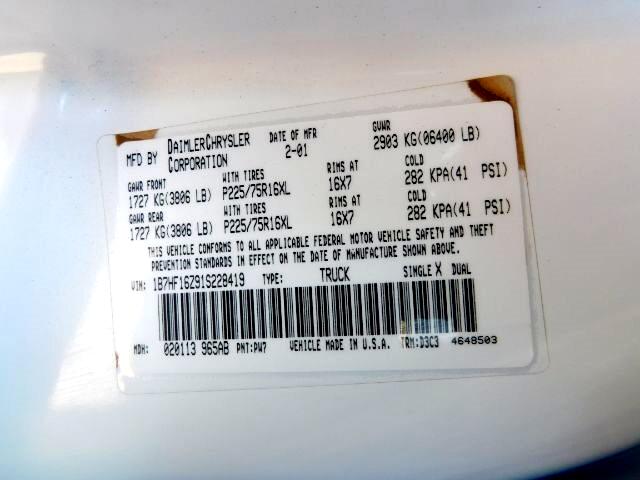 MFD BY DAIMLERCHRYSLER CORPORATION DATE OF MFR 2-01 GVWR 2903 KG(06400 LB)
GAWR FRONT WITH TIRES RIMS AT COLD
1727 KG(3806 LB) P225/75R16XL 16X7 282 KPA(41 PSI)
GAWR REAR WITH TIRES RIMS AT COLD
1727 KG(3806 LB) P225/75R16XL 16X7 282 KPA(41 PSI)
THIS VEHICLE CONFORMS TO ALL APPLICABLE FEDERAL MOTOR VEHICLE SAFETY AND THEFT
PREVENTION STANDARDS IN EFFECT ON THE DATE OF MANUFACTURE SHOWN ABOVE.
VIN: 1B7HF16Z91S228419 TYPE: TRUCK SINGLE X DUAL
MDH: 020113 965AB PNT:PW7 VEHICLE MADE IN U.S.A. TRM:D3C3 4648503